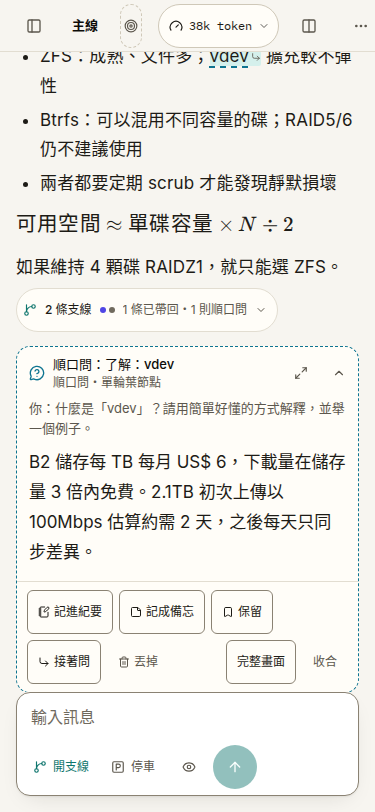 主線
38k token
ZFS：成熟、文件多；vdev 擴充較不彈
性
Btrfs：可以混用不同容量的碟；RAID5/6
仍不建議使用
兩者都要定期 scrub 才能發現靜默損壞
可用空間 ≈ 單碟容量 × N ÷ 2
如果維持 4 顆碟 RAIDZ1，就只能選 ZFS。
2 條支線 1 條已帶回・1 則順口問
順口問：了解：vdev
順口問・單輪葉節點
你：什麼是「vdev」？請用簡單好懂的方式解釋，並舉
一個例子。
B2 儲存每 TB 每月 US$ 6，下載量在儲存
量 3 倍內免費。2.1TB 初次上傳以
100Mbps 估算約需 2 天，之後每天只同
步差異。
記進紀要 記成備忘 保留
接著問 丟掉 完整畫面 收合
輸入訊息
開支線 停車